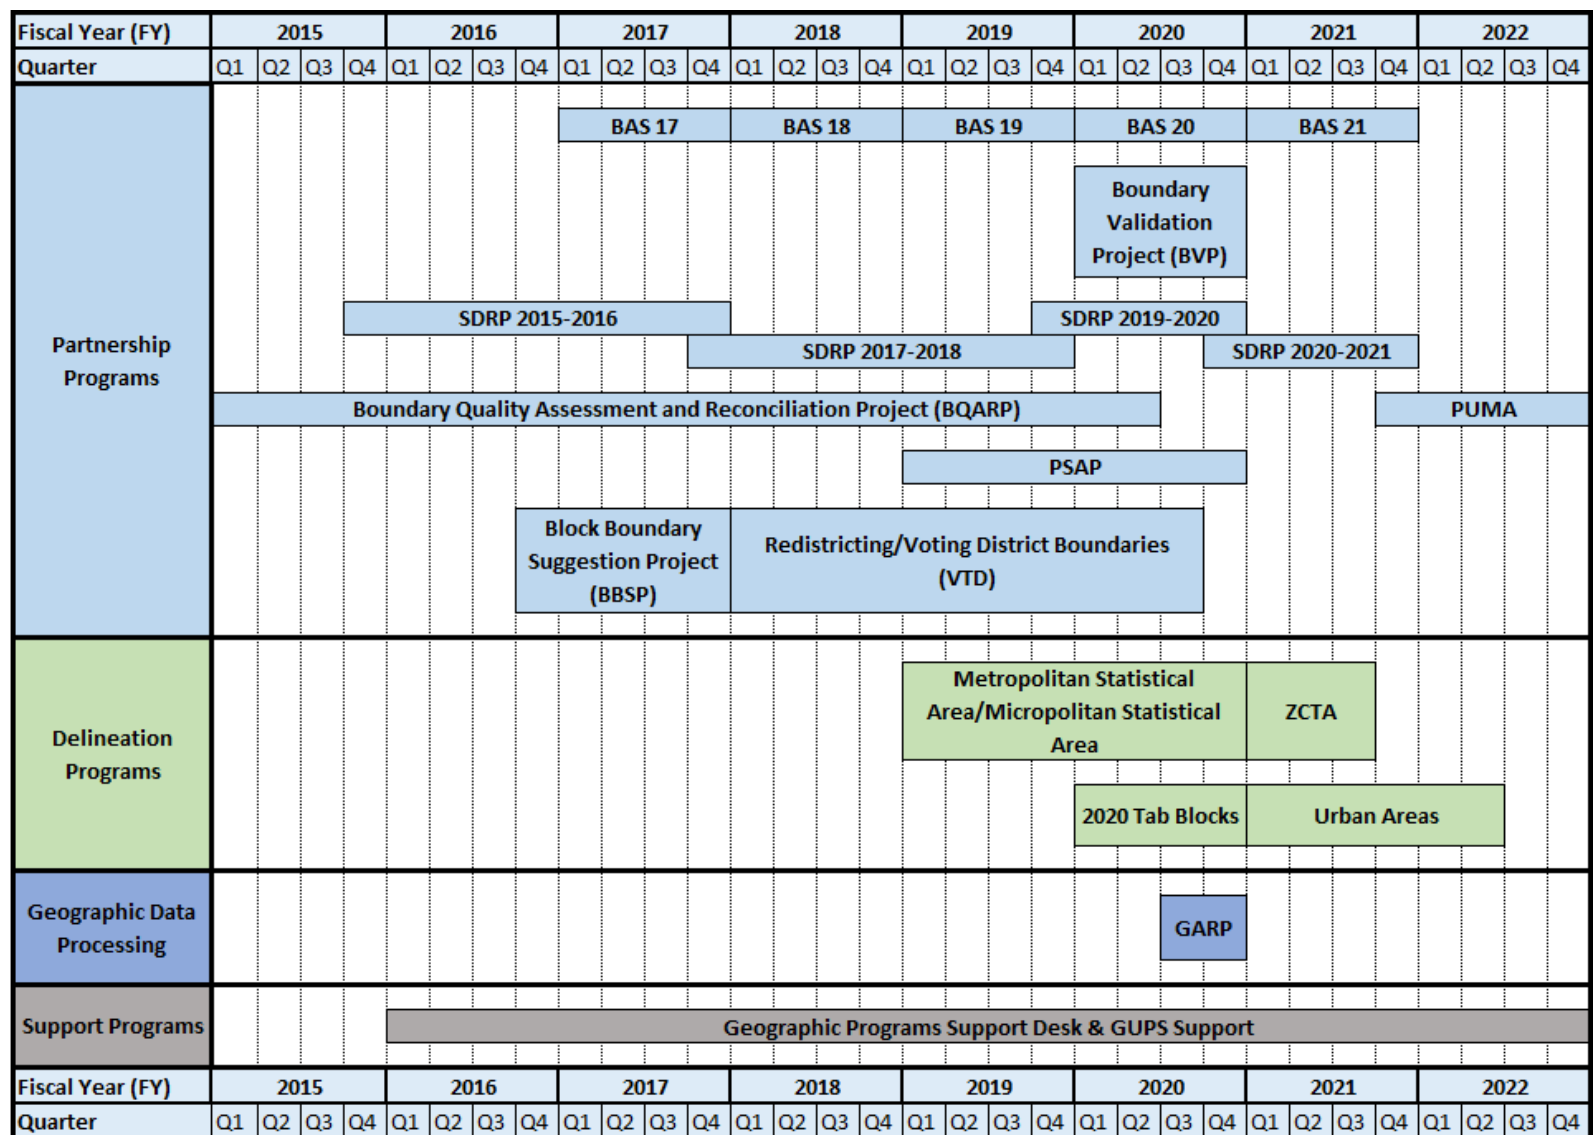 Fiscal Year (FY) 2015 2016 2017 2018 2019 2020 2021 2022
Quarter Q1 Q2 Q3 Q4 Q1 Q2 Q3 Q4 Q1 Q2 Q3 Q4 Q1 Q2 Q3 Q4 Q1 Q2 Q3 Q4 Q1 Q2 Q3 Q4 Q1 Q2 Q3 Q4 Q1 Q2 Q3 Q4
Partnership
Programs
BAS 17 BAS 18 BAS 19 BAS 20 BAS 21
Boundary
Validation
Project (BVP)
SDRP 2015-2016 SDRP 2019-2020
SDRP 2017-2018 SDRP 2020-2021
Boundary Quality Assessment and Reconciliation Project (BQARP) PUMA
PSAP
Block Boundary
Suggestion Project
(BBSP)
Redistricting/Voting District Boundaries
(VTD)
Delineation
Programs
Metropolitan Statistical
Area/Micropolitan Statistical
Area
ZCTA
2020 Tab Blocks Urban Areas
Geographic Data
Processing
GARP
Support Programs Geographic Programs Support Desk & GUPS Support
Fiscal Year (FY) 2015 2016 2017 2018 2019 2020 2021 2022
Quarter Q1 Q2 Q3 Q4 Q1 Q2 Q3 Q4 Q1 Q2 Q3 Q4 Q1 Q2 Q3 Q4 Q1 Q2 Q3 Q4 Q1 Q2 Q3 Q4 Q1 Q2 Q3 Q4 Q1 Q2 Q3 Q4